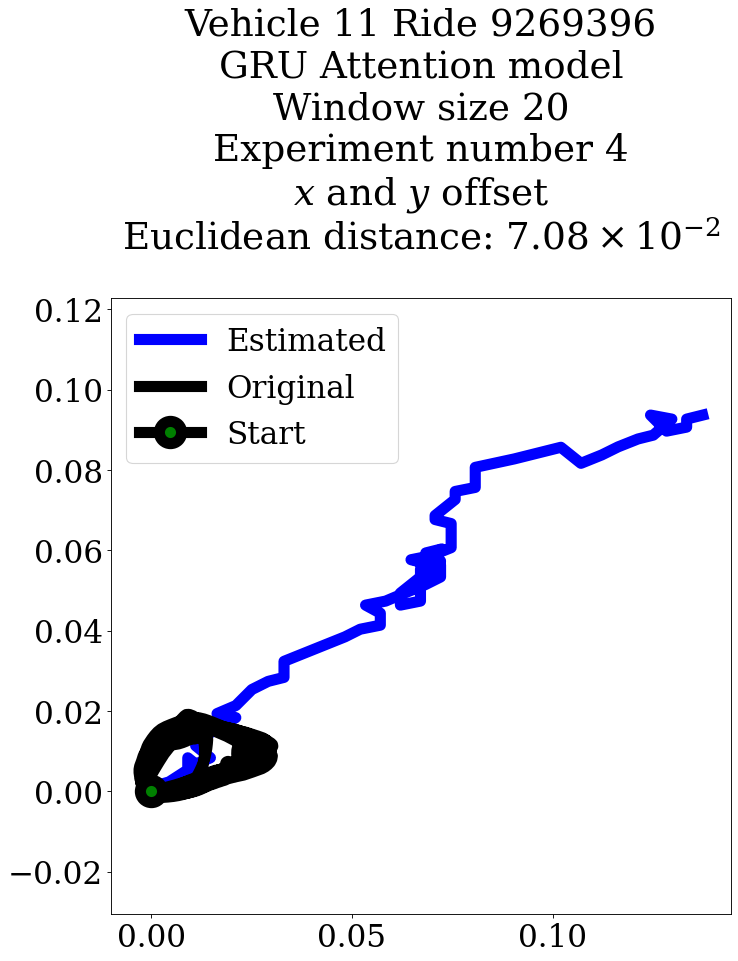 Vehicle 11 Ride 9269396
GRU Attention model
Window size 20
Experiment number 4
x and y offset
Euclidean distance: 7.08 × 10⁻²
Estimated
Original
Start
0.12
0.10
0.08
0.06
0.04
0.02
0.00
−0.02
0.00 0.05 0.10